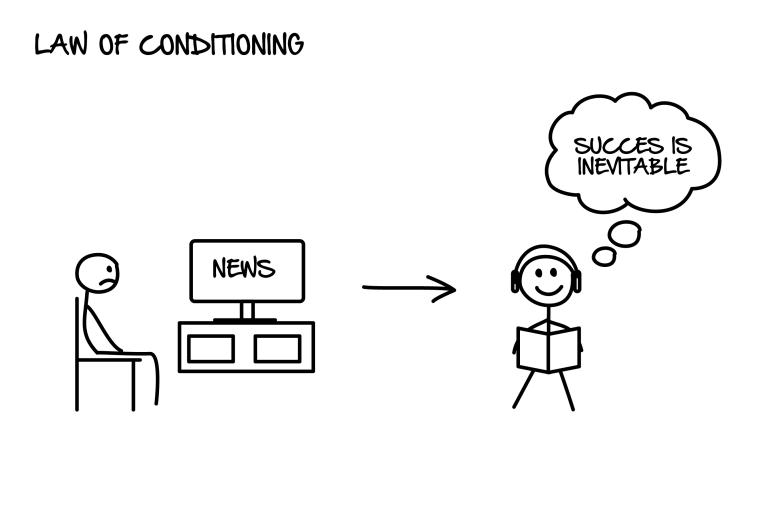 LAW OF CONDITIONING
SUCCES IS
INEVITABLE
NEWS